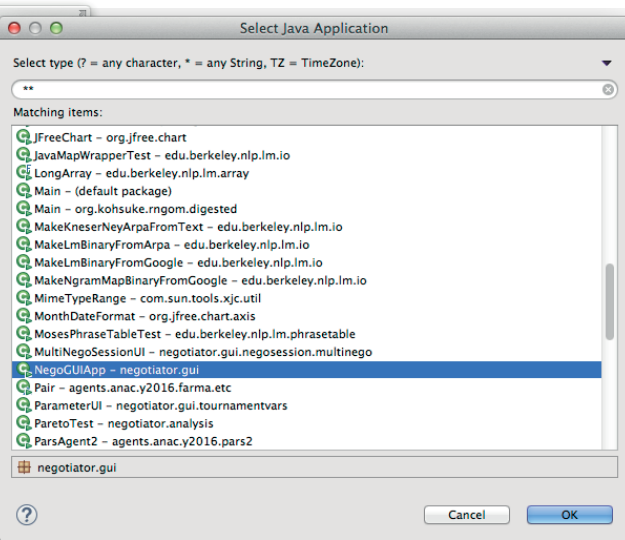 Select Java Application
Select type (? = any character, * = any String, TZ = TimeZone):
**
Matching items:
JFreeChart – org.jfree.chart
JavaMapWrapperTest – edu.berkeley.nlp.lm.io
LongArray – edu.berkeley.nlp.lm.array
Main – (default package)
Main – org.kohsuke.rngom.digested
MakeKneserNeyArpaFromText – edu.berkeley.nlp.lm.io
MakeLmBinaryFromArpa – edu.berkeley.nlp.lm.io
MakeLmBinaryFromGoogle – edu.berkeley.nlp.lm.io
MakeNgramMapBinaryFromGoogle – edu.berkeley.nlp.lm.io
MimeTypeRange – com.sun.tools.xjc.util
MonthDateFormat – org.jfree.chart.axis
MosesPhraseTableTest – edu.berkeley.nlp.lm.phrasetable
MultiNegoSessionUI – negotiator.gui.negosession.multinego
NegoGUIApp – negotiator.gui
Pair – agents.anac.y2016.farma.etc
ParameterUI – negotiator.gui.tournamentvars
ParetoTest – negotiator.analysis
ParsAgent2 – agents.anac.y2016.pars2
negotiator.gui
? Cancel OK